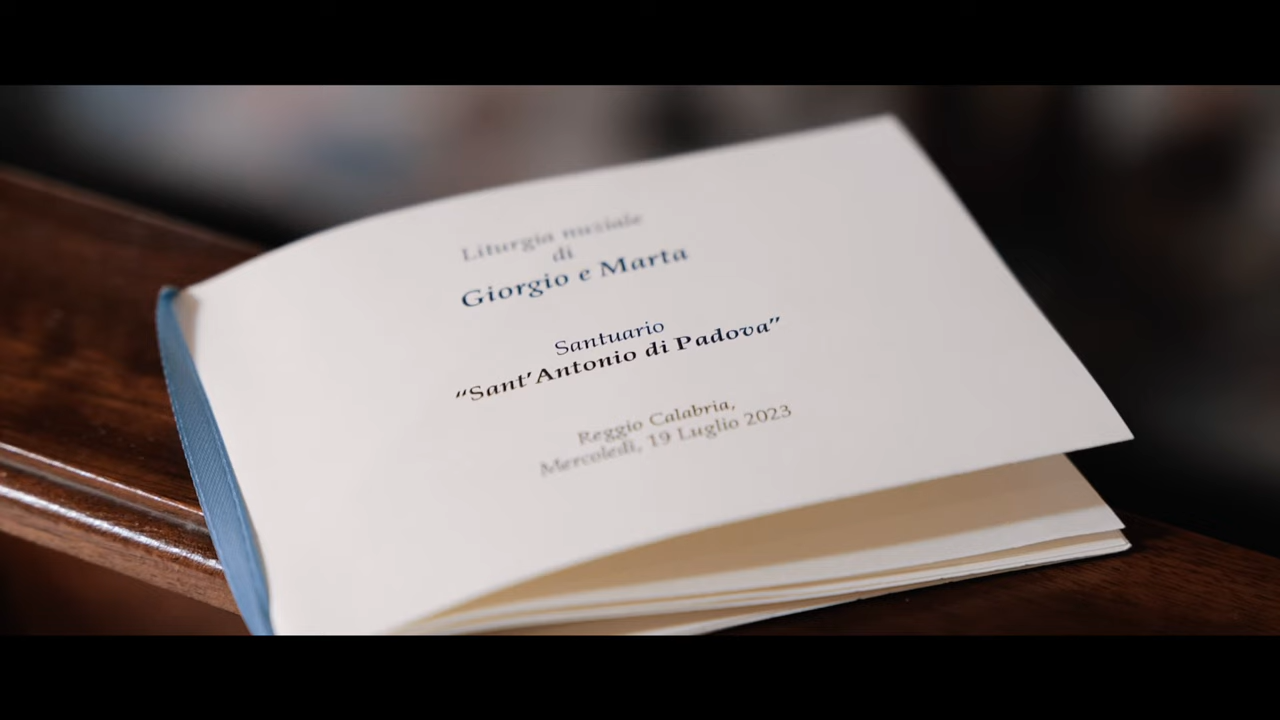 Liturgia nuziale
di
Giorgio e Marta
Santuario
“Sant’Antonio di Padova”
Reggio Calabria,
Mercoledì, 19 Luglio 2023